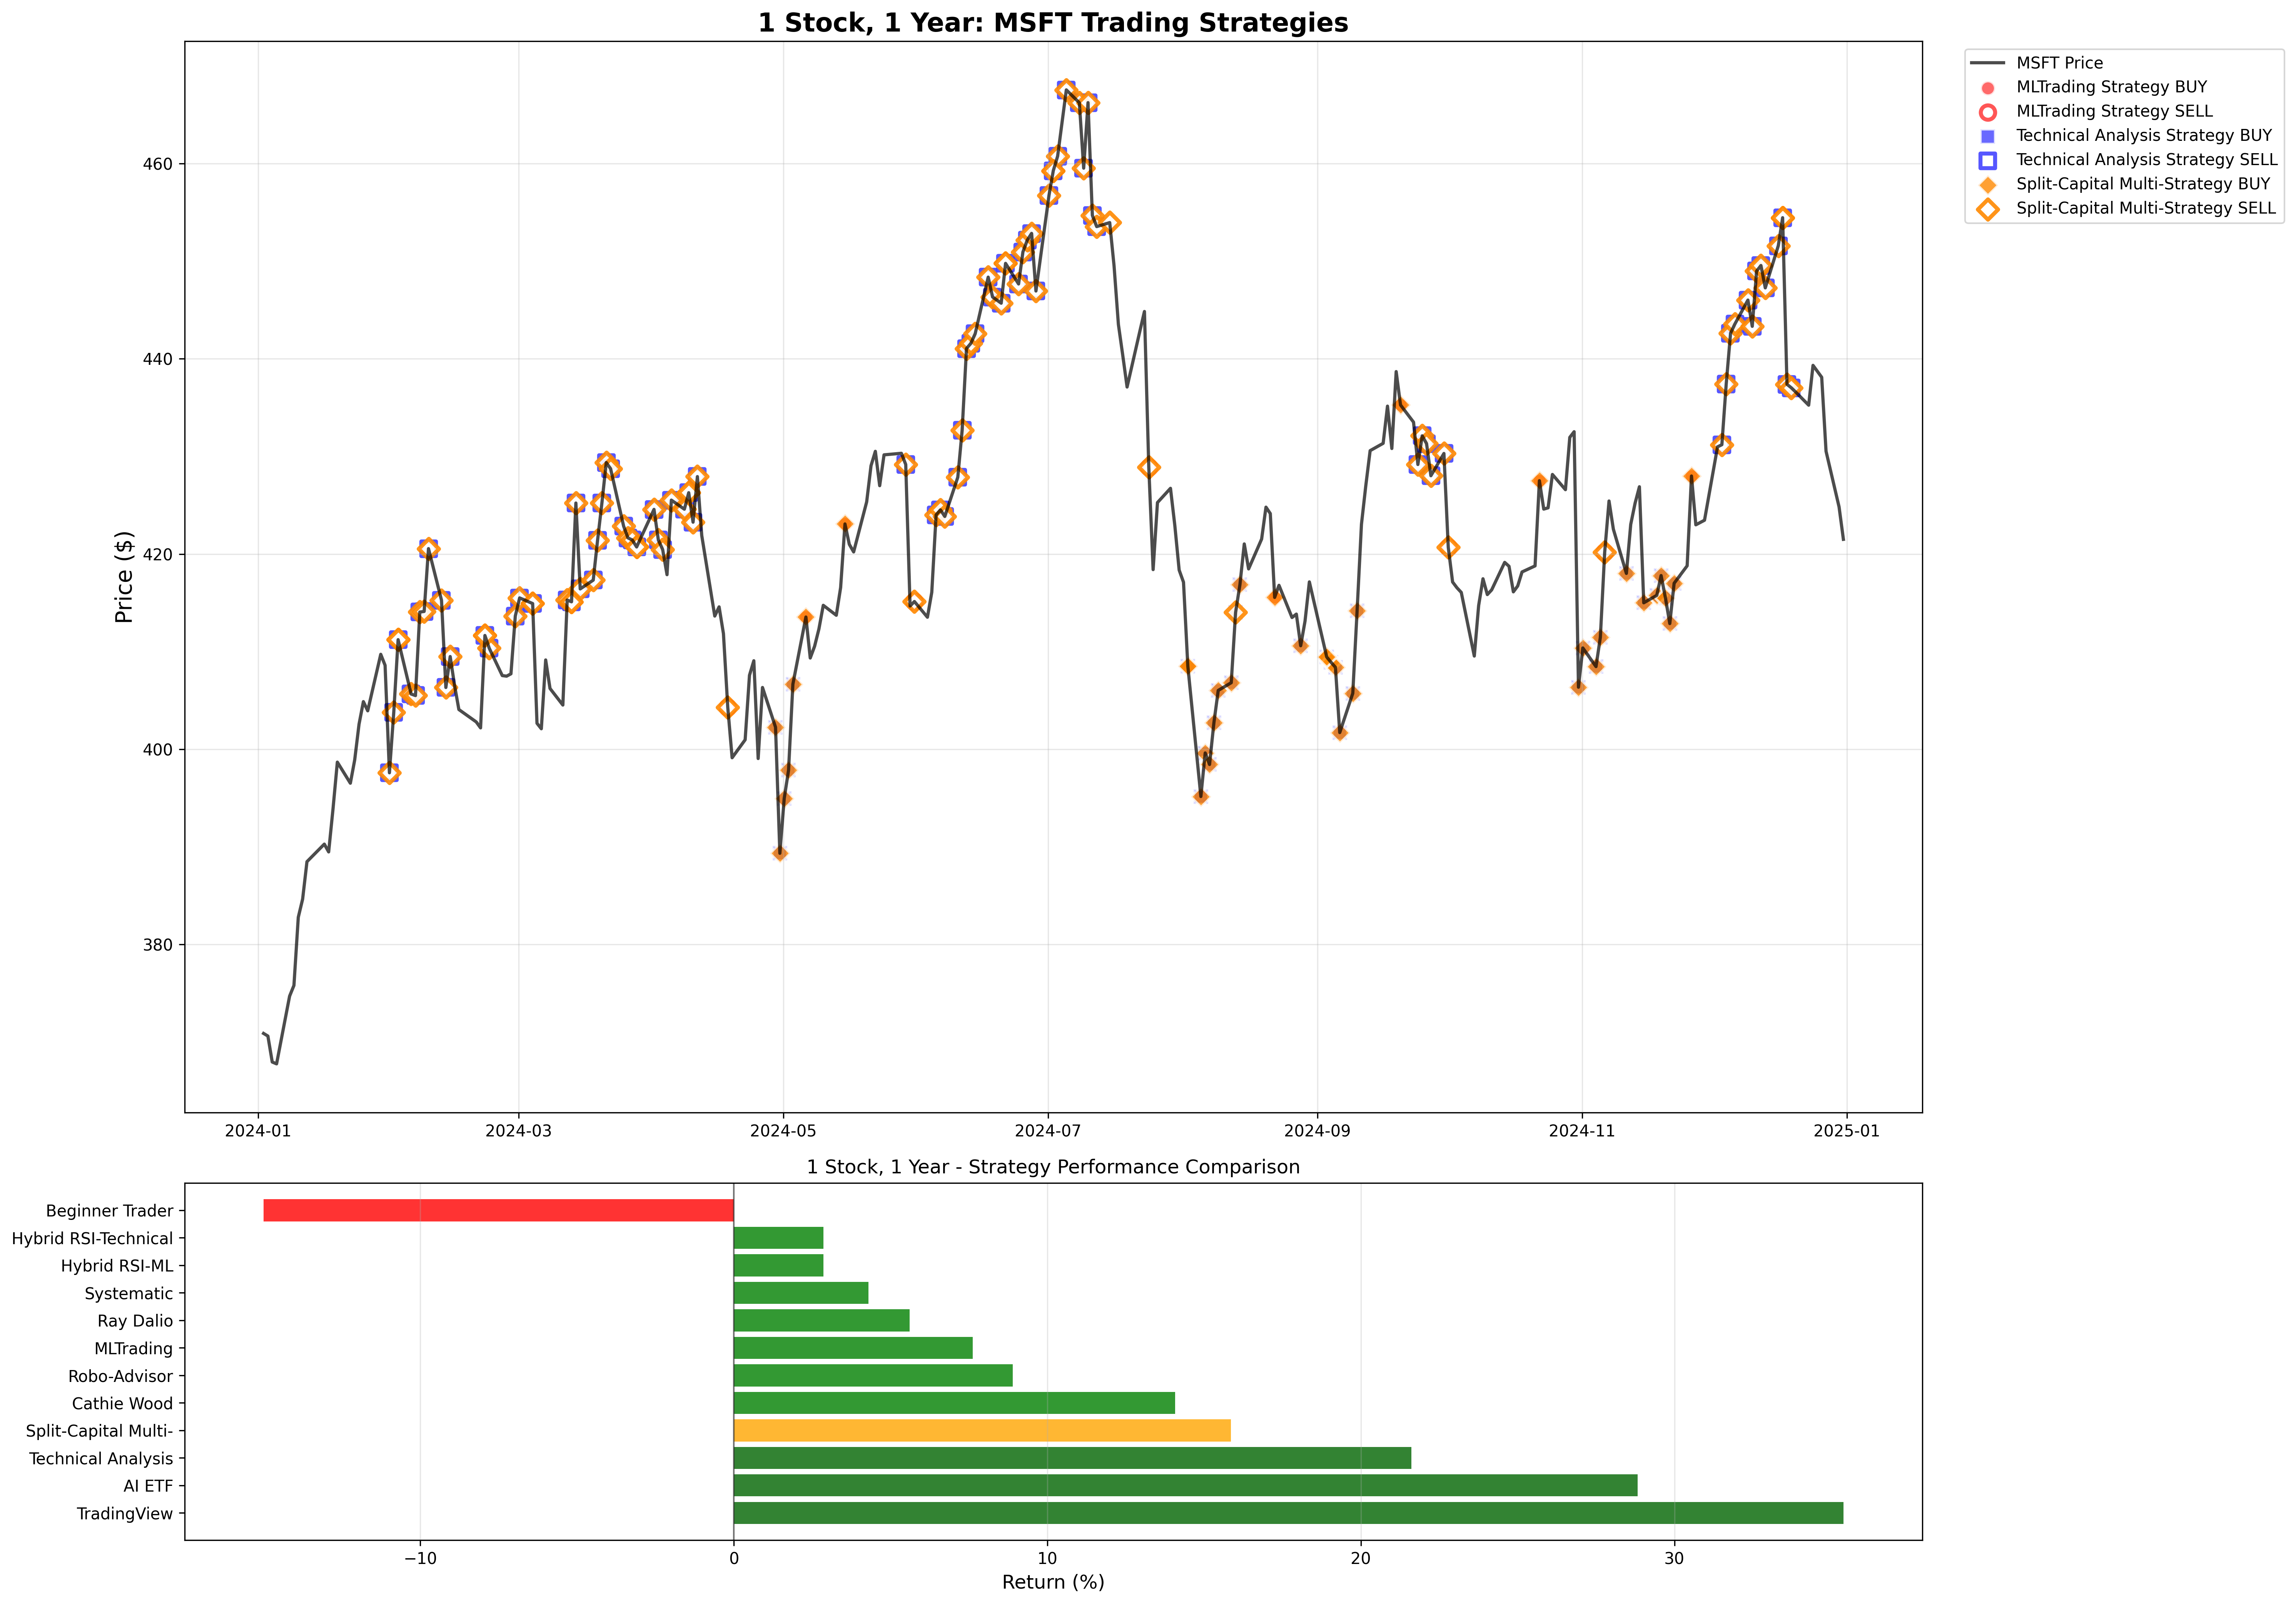 1 Stock, 1 Year: MSFT Trading Strategies
MSFT Price
MLTrading Strategy BUY
MLTrading Strategy SELL
Technical Analysis Strategy BUY
Technical Analysis Strategy SELL
Split-Capital Multi-Strategy BUY
Split-Capital Multi-Strategy SELL
Price ($)
460
440
420
400
380
2024-01
2024-03
2024-05
2024-07
2024-09
2024-11
2025-01
1 Stock, 1 Year - Strategy Performance Comparison
Beginner Trader
Hybrid RSI-Technical
Hybrid RSI-ML
Systematic
Ray Dalio
MLTrading
Robo-Advisor
Cathie Wood
Split-Capital Multi-
Technical Analysis
AI ETF
TradingView
−10
0
10
20
30
Return (%)